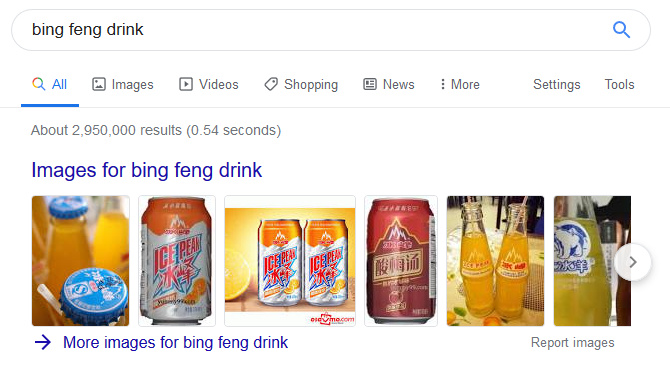 bing feng drink
All Images Videos Shopping News More Settings Tools
About 2,950,000 results (0.54 seconds)
Images for bing feng drink
ICE PEAK
冰峰
ICE PEAK
冰峰
ICE PEAK
冰峰
酸梅汤
冰峰
More images for bing feng drink
Report images